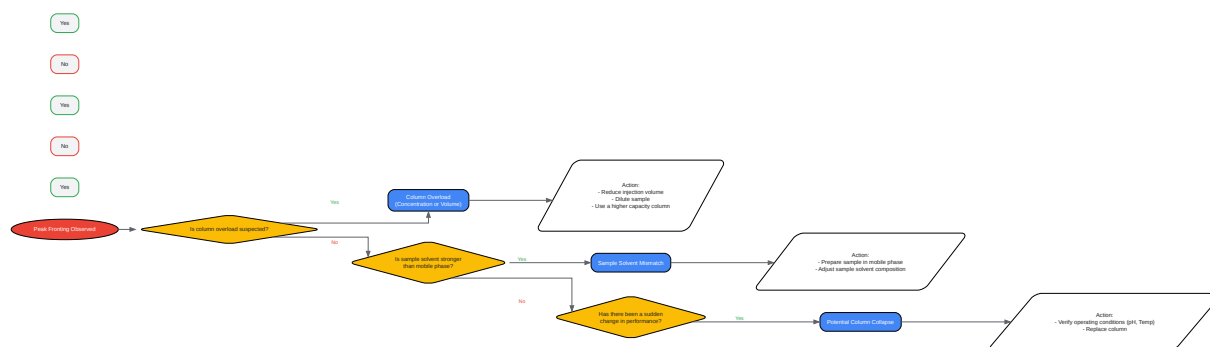 Yes
No
Yes
No
Yes
Peak Fronting Observed
Is column overload suspected?
Yes
Column Overload
(Concentration or Volume)
Action:
- Reduce injection volume
- Dilute sample
- Use a higher capacity column
No
Is sample solvent stronger
than mobile phase?
Yes
Sample Solvent Mismatch
Action:
- Prepare sample in mobile phase
- Adjust sample solvent composition
No
Has there been a sudden
change in performance?
Yes
Potential Column Collapse
Action:
- Verify operating conditions (pH, Temp)
- Replace column